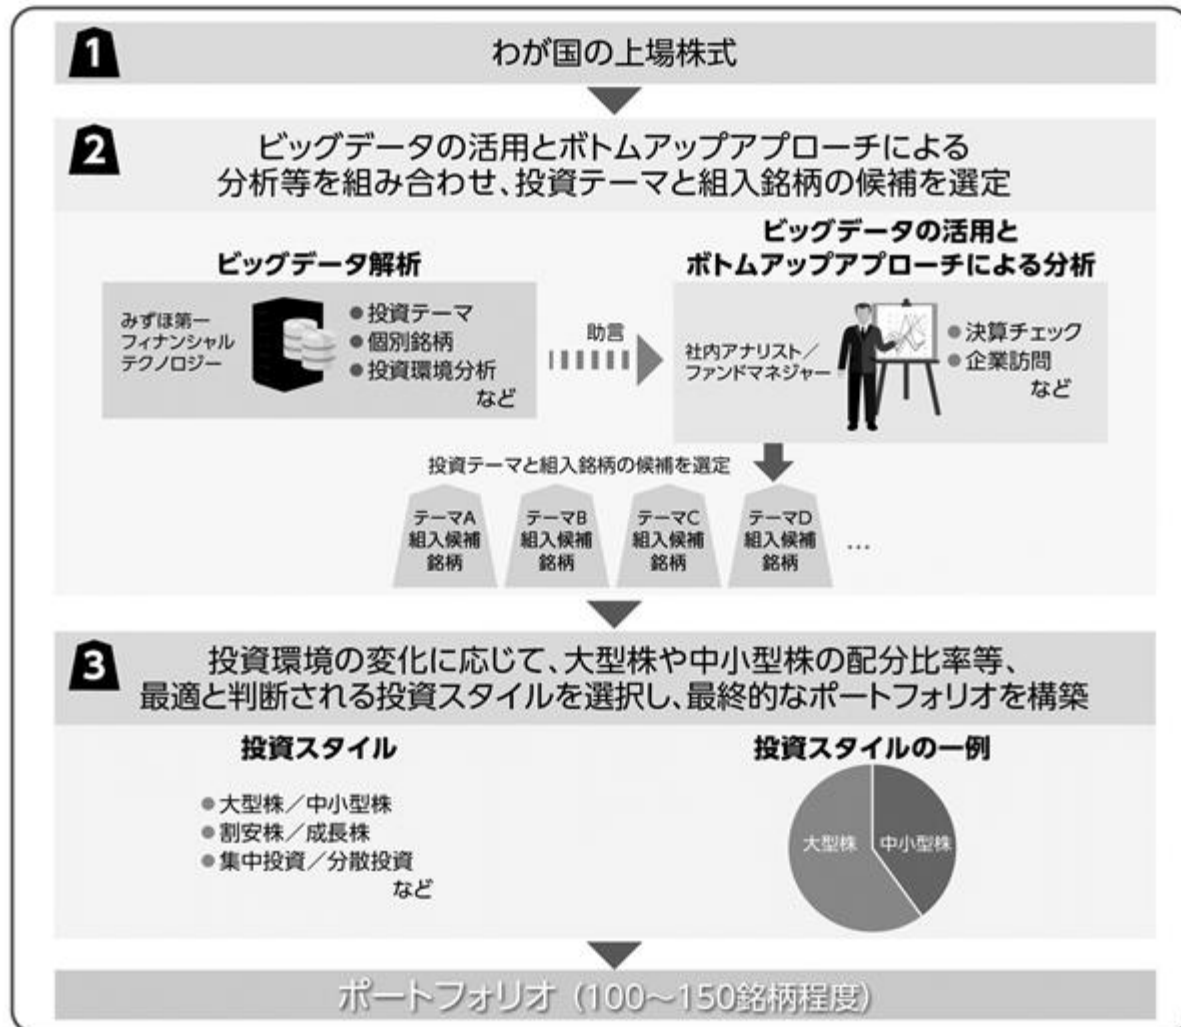 1
わが国の上場株式
2
ビッグデータの活用とボトムアップアプローチによる
分析等を組み合わせ、投資テーマと組入銘柄の候補を選定
ビッグデータ解析
みずほ第一
フィナンシャル
テクノロジー
●投資テーマ
●個別銘柄
●投資環境分析
など
助言
ビッグデータの活用と
ボトムアップアプローチによる分析
社内アナリスト／
ファンドマネジャー
●決算チェック
●企業訪問
など
投資テーマと組入銘柄の候補を選定
テーマA
組入候補
銘柄
テーマB
組入候補
銘柄
テーマC
組入候補
銘柄
テーマD
組入候補
銘柄
…
3
投資環境の変化に応じて、大型株や中小型株の配分比率等、
最適と判断される投資スタイルを選択し、最終的なポートフォリオを構築
投資スタイル
●大型株／中小型株
●割安株／成長株
●集中投資／分散投資
など
投資スタイルの一例
大型株
中小型株
ポートフォリオ（100～150銘柄程度）